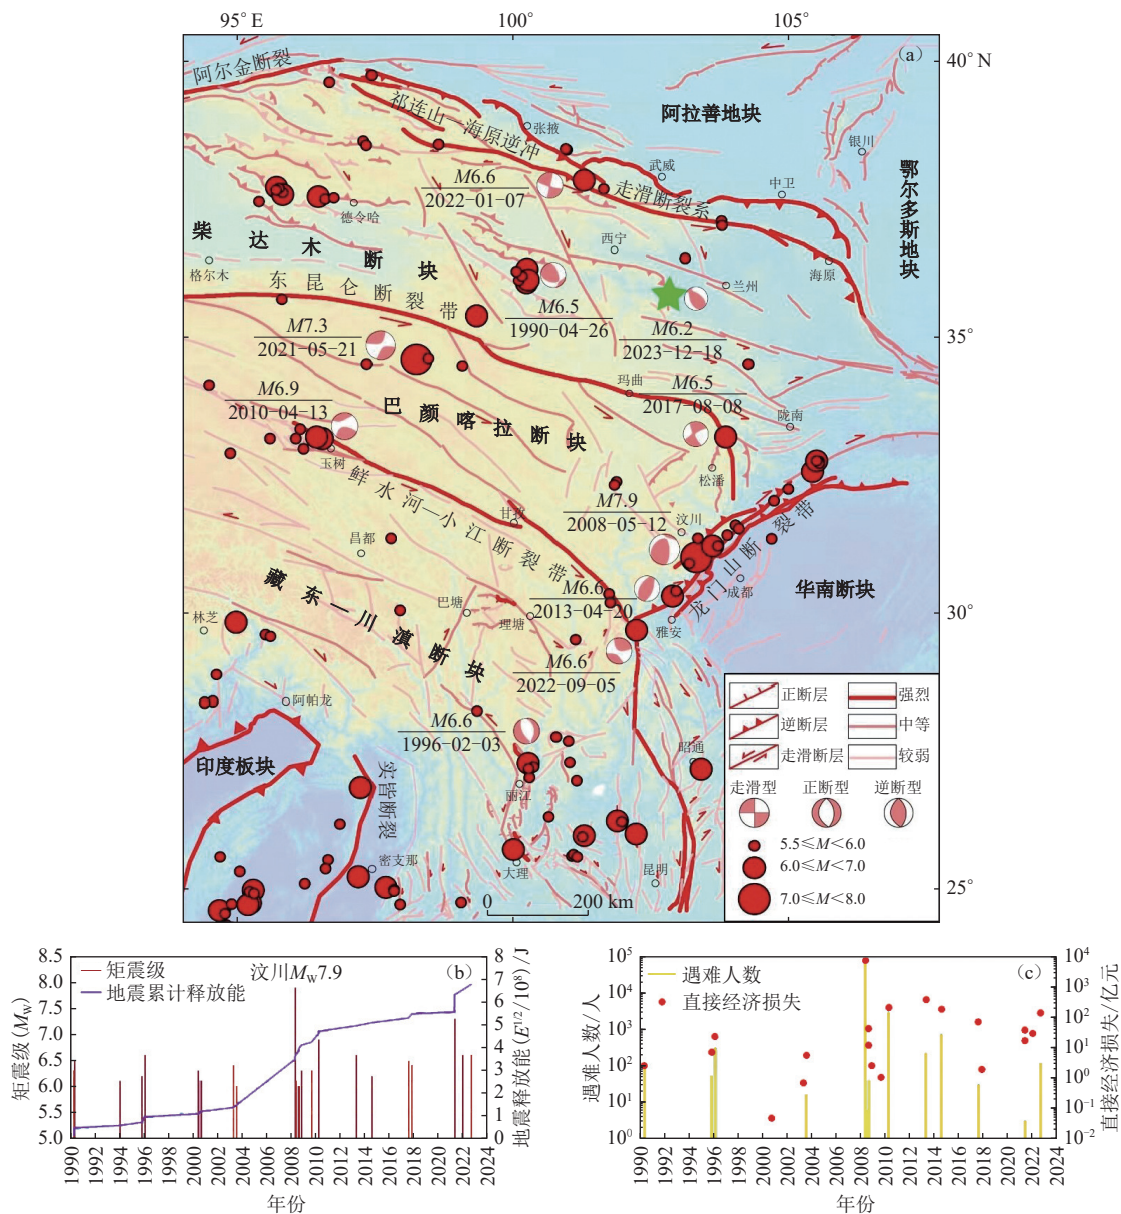 95° E
100°
105°
阿尔金断裂
(a)
40° N
祁连山—海原逆冲
走滑断裂系
张掖
阿拉善地块
银川
武威
中卫
鄂尔多斯地块
M6.6
2022-01-07
德令哈
柴达木断块
西宁
格尔木
海原
东昆仑断裂带
兰州
M6.5
1990-04-26
M6.2
2023-12-18
M7.3
2021-05-21
35°
玛曲
M6.5
2017-08-08
M6.9
2010-04-13
巴颜喀拉断块
陇南
玉树
松潘
鲜水河—小江断裂带
M7.9
2008-05-12
甘孜
汶川
昌都
龙门山断裂带
藏东—川滇断块
M6.6
2013-04-20
成都
华南断块
巴塘
林芝
理塘
30°
雅安
M6.6
2022-09-05
阿帕龙
M6.6
1996-02-03
昭通
印度板块
实皆断裂
丽江
密支那
大理
昆明
25°
0
200 km
正断层
强烈
逆断层
中等
走滑断层
较弱
走滑型
正断型
逆断型
5.5≤M<6.0
6.0≤M<7.0
7.0≤M<8.0
(b)
矩震级
汶川MW7.9
地震累计释放能
矩震级(MW)
8.5
8.0
7.5
7.0
6.5
6.0
5.5
5.0
8
7
6
5
4
3
2
1
0
地震释放能(E1/2/108)/J
1990
1992
1994
1996
1998
2000
2002
2004
2006
2008
2010
2012
2014
2016
2018
2020
2022
2024
年份
(c)
遇难人数
直接经济损失
遇难人数/人
105
104
103
102
101
100
104
103
102
101
100
10-1
10-2
直接经济损失/亿元
1990
1992
1994
1996
1998
2000
2002
2004
2006
2008
2010
2012
2014
2016
2018
2020
2022
2024
年份